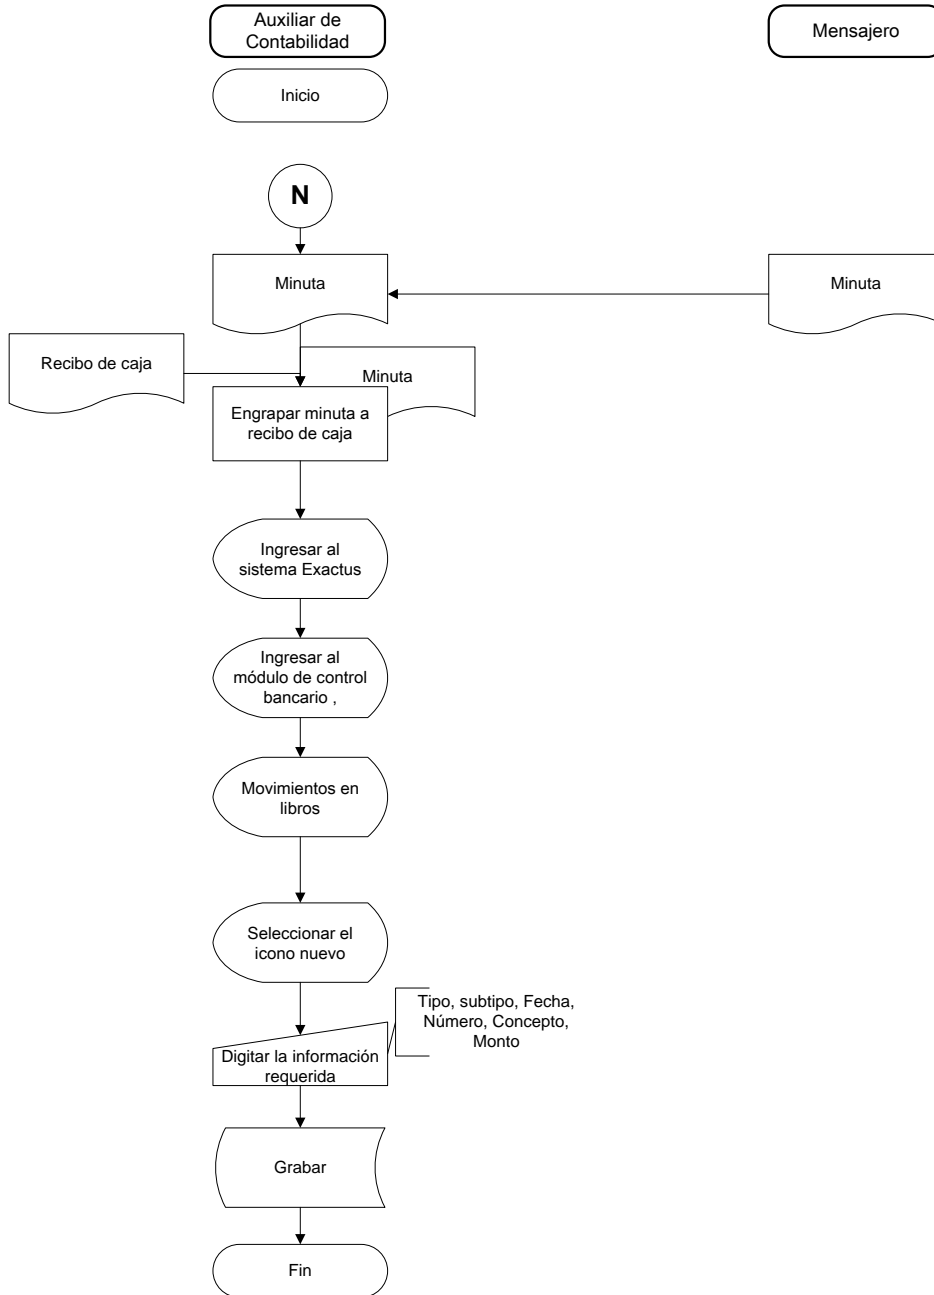 Auxiliar de
Contabilidad
Mensajero
Inicio
N
Minuta
Minuta
Recibo de caja
Minuta
Engrapar minuta a
recibo de caja
Ingresar al
sistema Exactus
Ingresar al
módulo de control
bancario ,
Movimientos en
libros
Seleccionar el
icono nuevo
Tipo, subtipo, Fecha,
Número, Concepto,
Monto
Digitar la información
requerida
Grabar
Fin